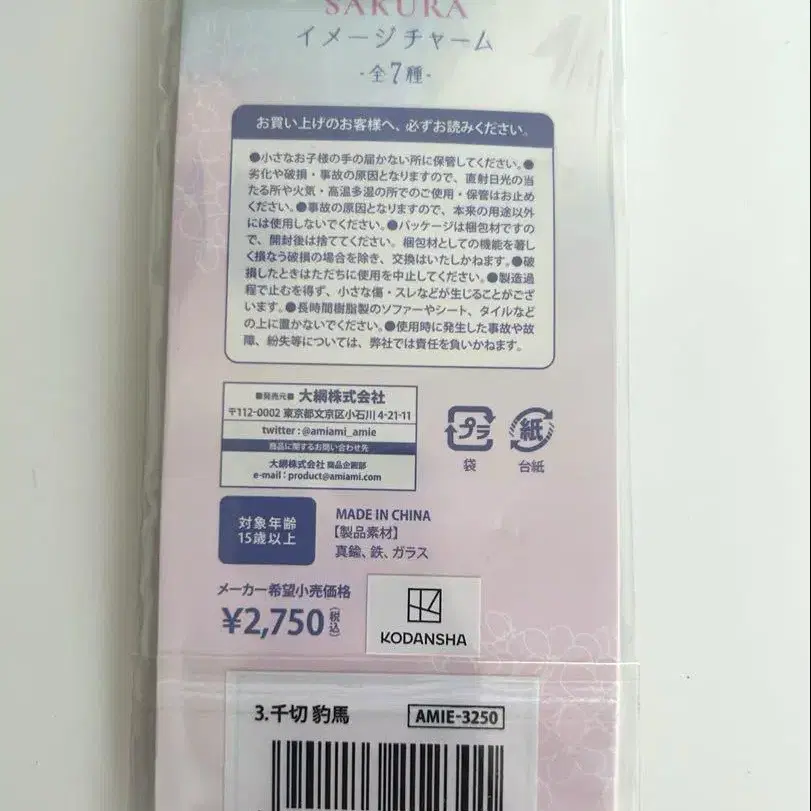 SAKURA
イメージチャーム
-全7種-
お買い上げのお客様へ、必ずお読みください。
●小さなお子様の手の届かない所に保管してください。●
劣化や破損・事故の原因となりますので、直射日光の当
たる所や火気・高温多湿の所でのご使用・保管はお止め
ください。●事故の原因となりますので、本来の用途以外
には使用しないでください。●パッケージは梱包材ですの
で、開封後は捨ててください。梱包材としての機能を著し
く損なう破損の場合を除き、交換はいたしかねます。●破
損したときはただちに使用を中止してください。●製造過
程で止むを得ず、小さな傷・スレなどが生じることがござ
います。●長時間樹脂製のソファーやシート、タイルなど
の上に置かないでください。●使用時に発生した事故や故
障、紛失等については、弊社では責任を負いかねます。
■発売元■ 大網株式会社
〒112-0002 東京都文京区小石川 4-21-11
twitter : @amiami_amie
商品に関するお問い合わせ先
大網株式会社 商品企画部
e-mail : product@amiami.com
プラ
袋
紙
台紙
対象年齢
15歳以上
MADE IN CHINA
【製品素材】
真鍮、鉄、ガラス
メーカー希望小売価格
¥2,750(税込)
KODANSHA
3.千切 豹馬
AMIE-3250